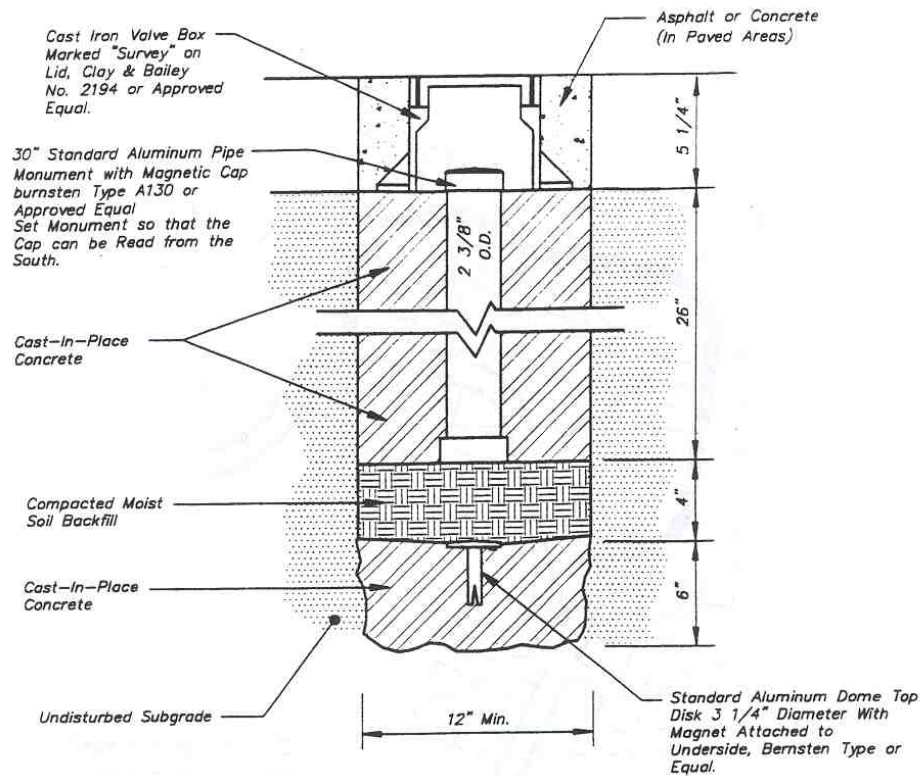 Cast Iron Valve Box
Marked "Survey" on
Lid, Clay & Bailey
No. 2194 or Approved
Equal.
Asphalt or Concrete
(In Paved Areas)
5 1/4"
30" Standard Aluminum Pipe
Monument with Magnetic Cap
burnsten Type A130 or
Approved Equal
Set Monument so that the
Cap can be Read from the
South.
2 3/8"
O.D.
26"
Cast-In-Place
Concrete
Compacted Moist
Soil Backfill
4"
Cast-In-Place
Concrete
6"
Undisturbed Subgrade
12" Min.
Standard Aluminum Dome Top
Disk 3 1/4" Diameter With
Magnet Attached to
Underside, Bernsten Type or
Equal.